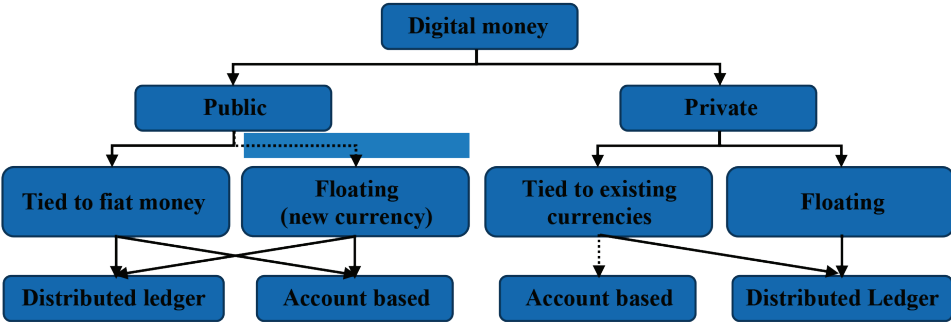 Digital money
Public
Private
Tied to fiat money
Floating
(new currency)
Tied to existing
currencies
Floating
Distributed ledger
Account based
Account based
Distributed Ledger